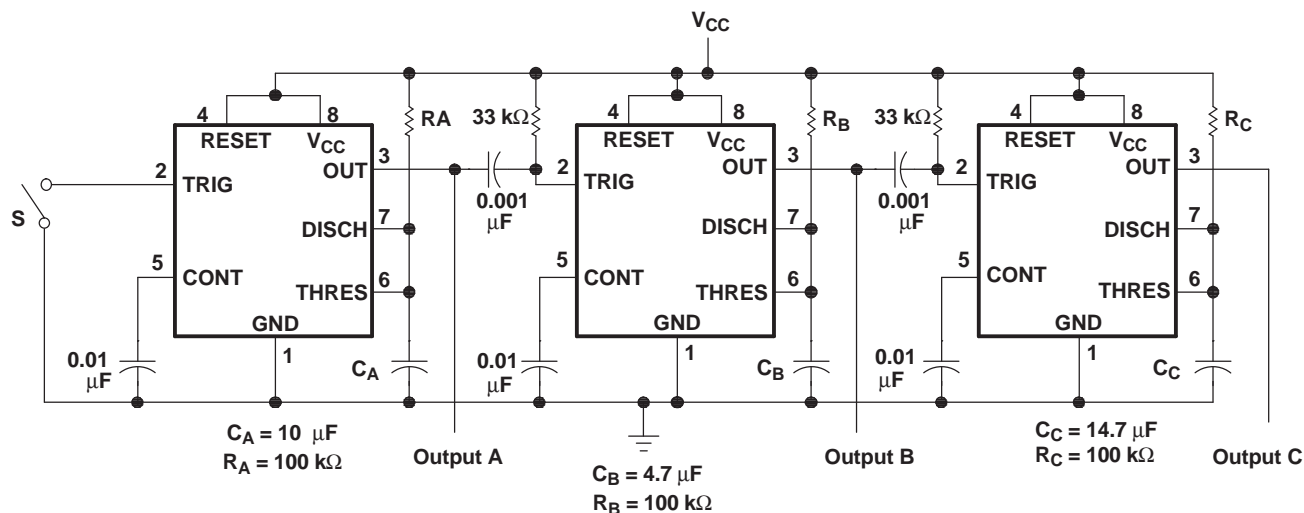 VCC
4
8
RESET
VCC
RA
33 kΩ
2
TRIG
OUT
3
S
0.001
μF
DISCH
7
5
CONT
THRES
6
GND
1
0.01
μF
CA
CA = 10 μF
RA = 100 kΩ
Output A
4
8
RESET
VCC
RB
33 kΩ
2
TRIG
OUT
3
0.001
μF
DISCH
7
5
CONT
THRES
6
GND
1
0.01
μF
CB
CB = 4.7 μF
RB = 100 kΩ
Output B
4
8
RESET
VCC
RC
2
TRIG
OUT
3
DISCH
7
5
CONT
THRES
6
GND
1
0.01
μF
CC
CC = 14.7 μF
RC = 100 kΩ
Output C